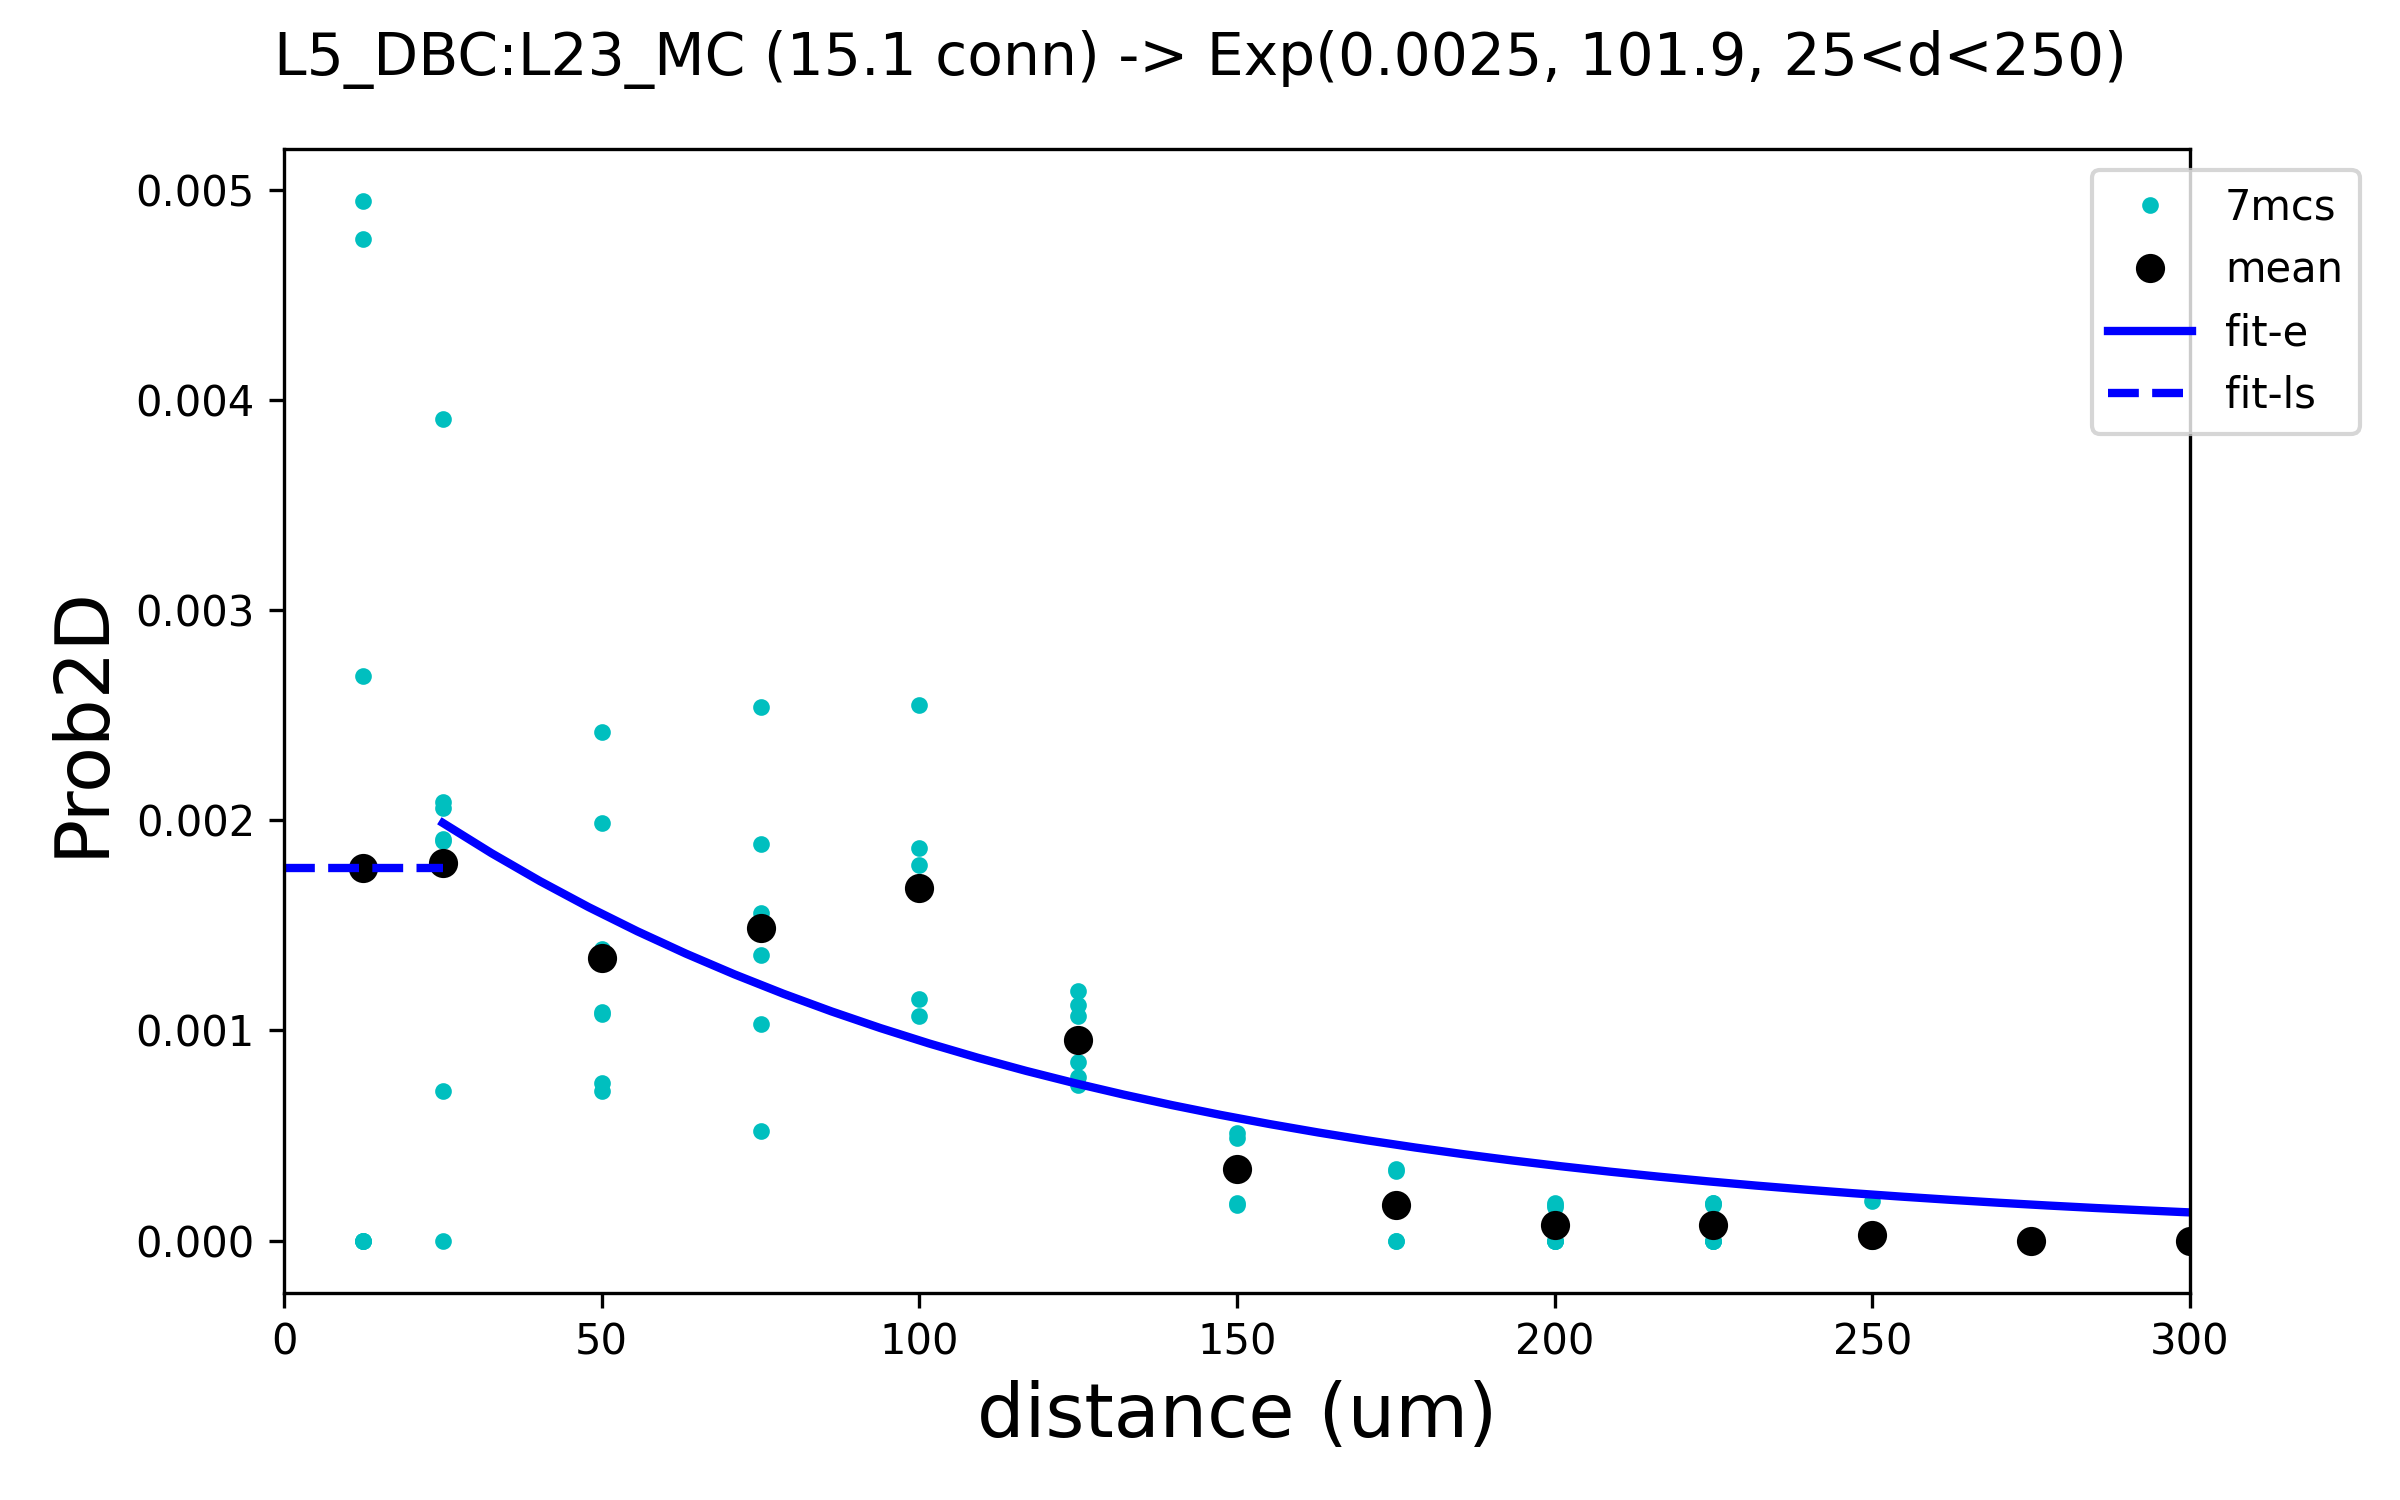 L5_DBC:L23_MC (15.1 conn) -> Exp(0.0025, 101.9, 25<d<250)
7mcs
mean
fit-e
fit-ls
0.005
0.004
0.003
0.002
0.001
0.000
Prob2D
0 50 100 150 200 250 300
distance (um)